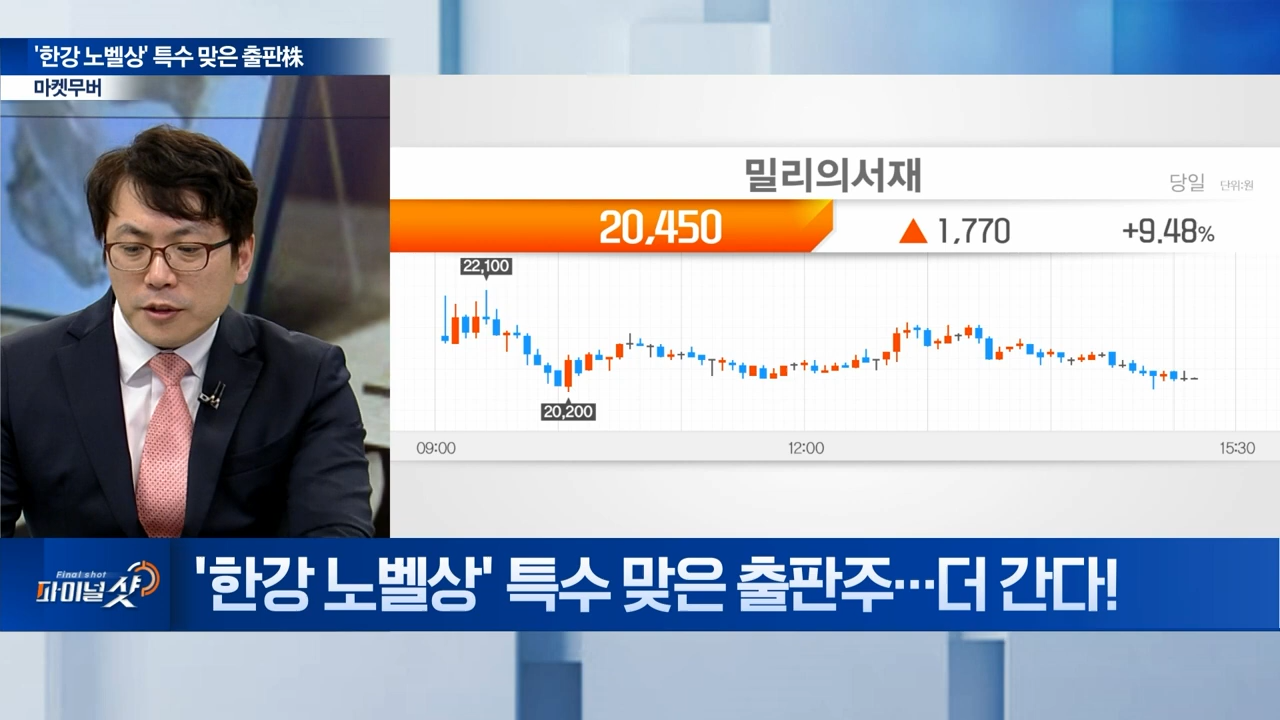 '한강 노벨상' 특수 맞은 출판株
마켓무버
밀리의서재
당일 단위:원
20,450 ▲ 1,770 +9.48%
22,100
20,200
09:00 12:00 15:30
Final shot
파이널샷
'한강 노벨상' 특수 맞은 출판주…더 간다!